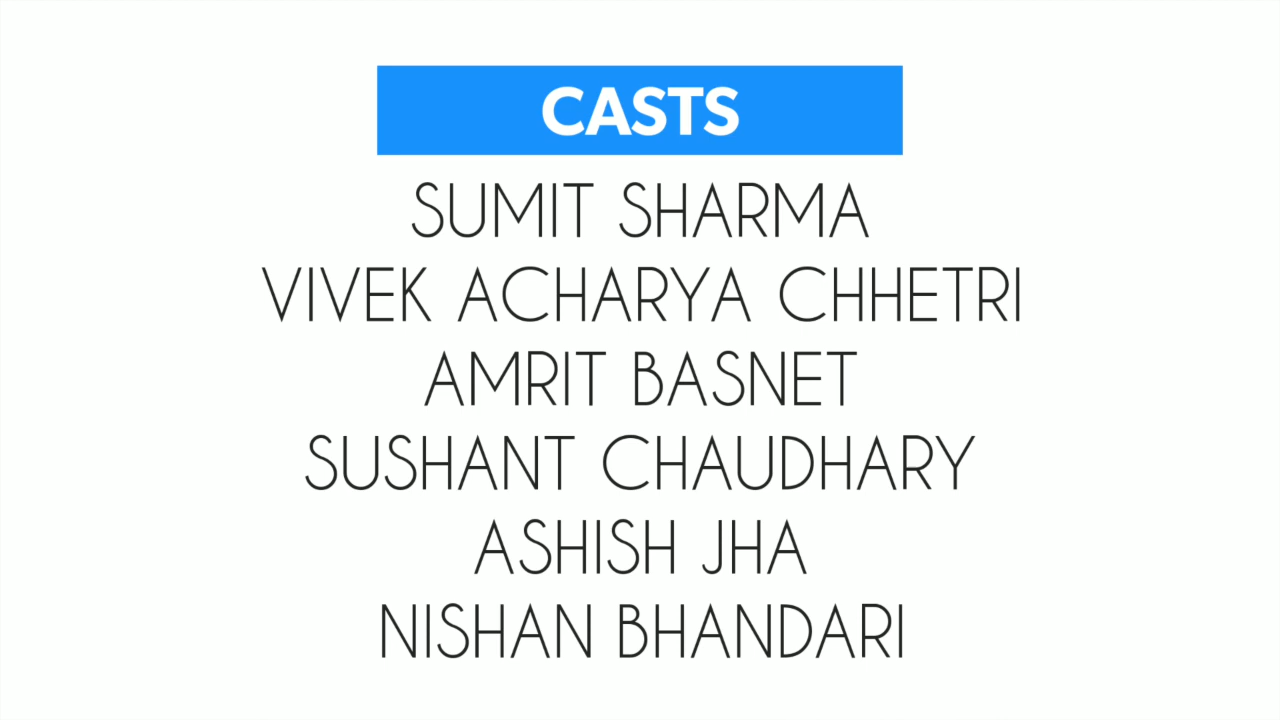 CASTS
SUMIT SHARMA
VIVEK ACHARYA CHHETRI
AMRIT BASNET
SUSHANT CHAUDHARY
ASHISH JHA
NISHAN BHANDARI